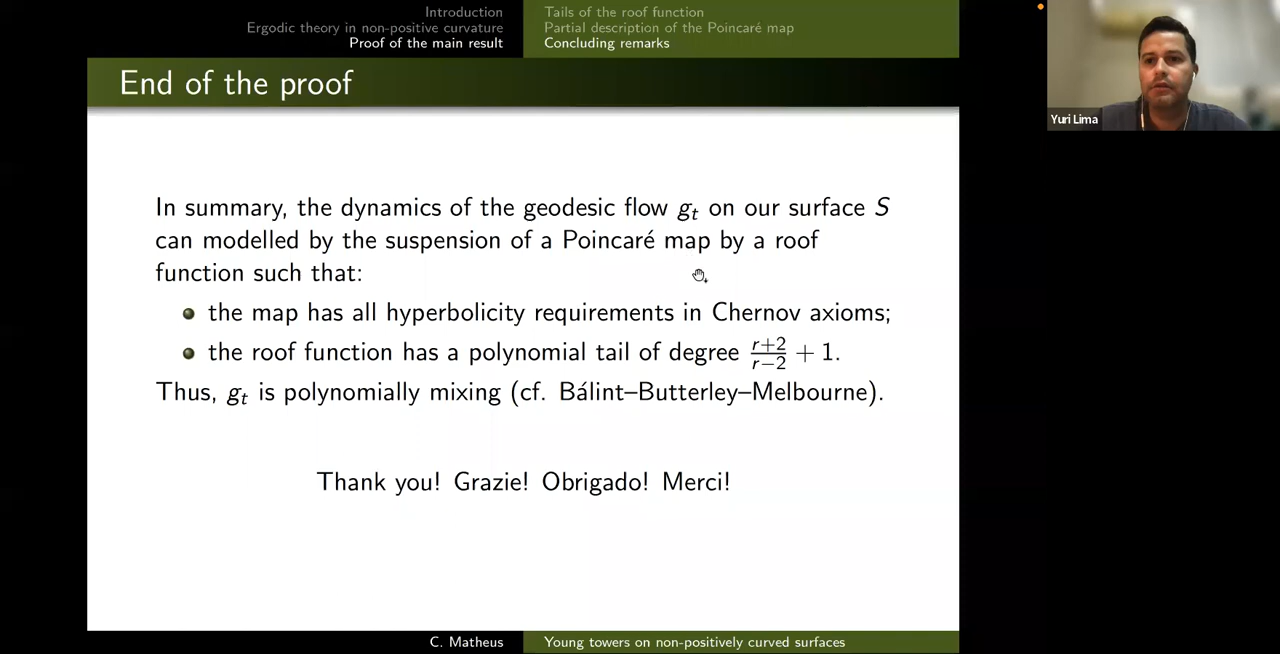 Introduction
Ergodic theory in non-positive curvature
Proof of the main result
Tails of the roof function
Partial description of the Poincaré map
Concluding remarks
End of the proof
In summary, the dynamics of the geodesic flow g_t on our surface S
can modelled by the suspension of a Poincaré map by a roof
function such that:
the map has all hyperbolicity requirements in Chernov axioms;
the roof function has a polynomial tail of degree \frac{r+2}{r-2} + 1.
Thus, g_t is polynomially mixing (cf. Bálint–Butterley–Melbourne).
Thank you! Grazie! Obrigado! Merci!
C. Matheus
Young towers on non-positively curved surfaces
Yuri Lima